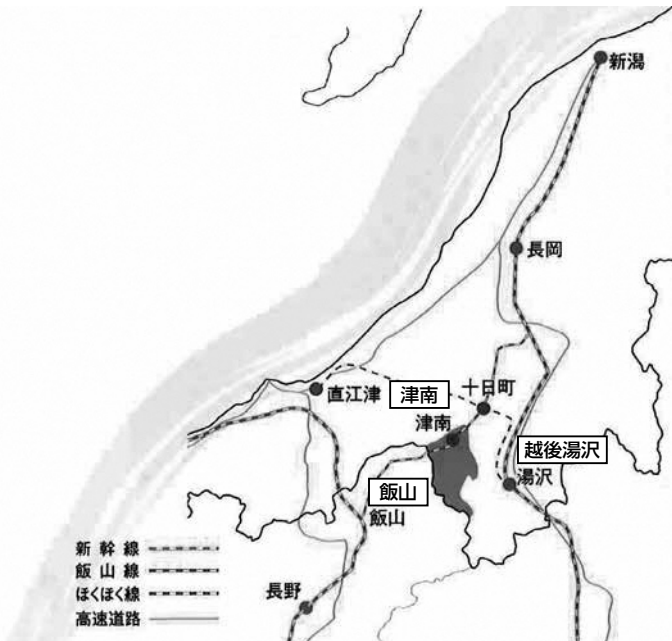 新潟
長岡
直江津
津南
十日町
津南
越後湯沢
湯沢
飯山
飯山
新幹線
飯山線
ほくほく線
高速道路
長野